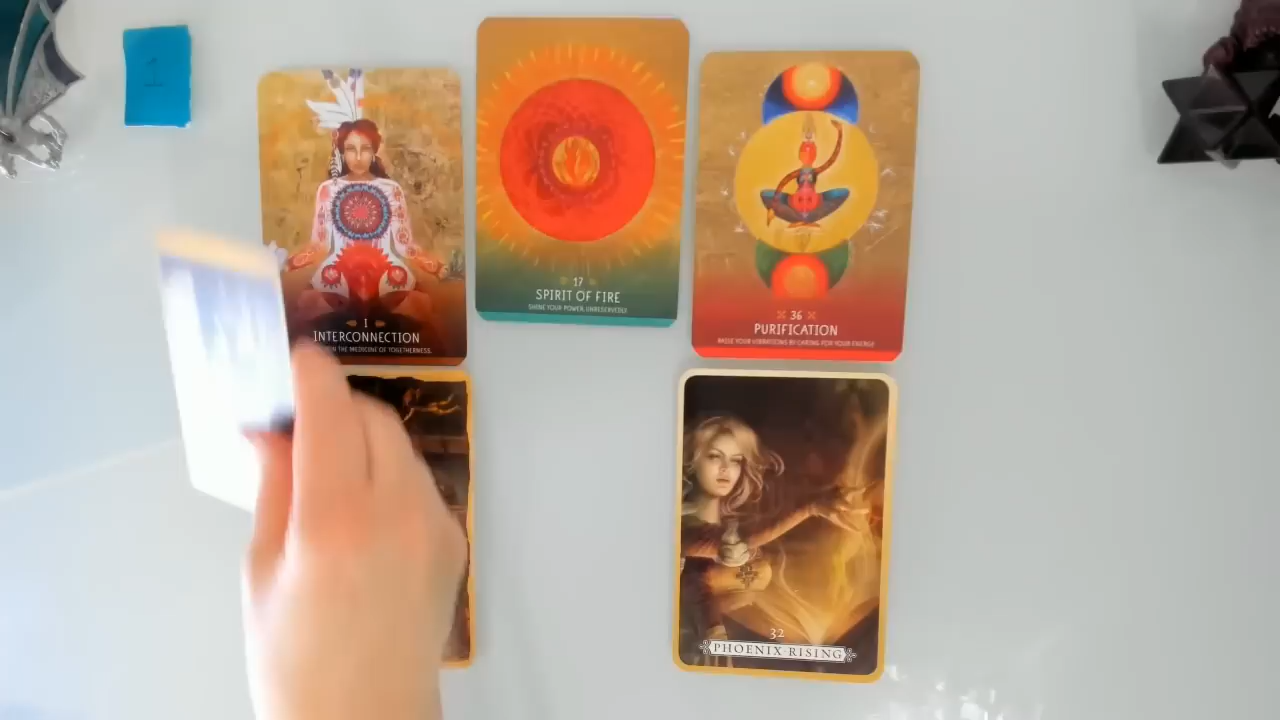 1
1
INTERCONNECTION
THE MEDICINE OF TOGETHERNESS.
17
SPIRIT OF FIRE
SHINE YOUR POWER, UNRESERVEDLY.
36
PURIFICATION
RAISE YOUR VIBRATIONS BY CARING FOR YOUR ENERGY
32
PHOENIX RISING